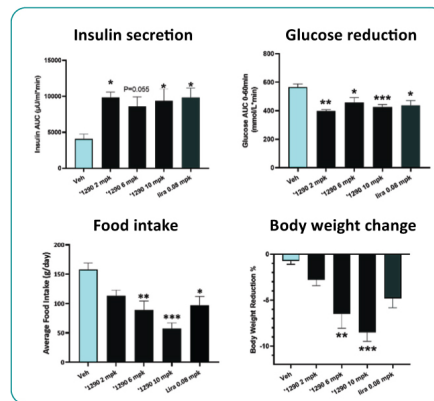 Insulin secretion
Insulin AUC (µU/ml*min)
15000
10000
5000
0
*
P=0.055
*
*
Veh
'1290 2 mpk
'1290 6 mpk
'1290 10 mpk
lira 0.08 mpk
Glucose reduction
Glucose AUC 0-60min
(mmol/L*min)
800
600
400
200
0
**
*
***
*
Veh
'1290 2 mpk
'1290 6 mpk
'1290 10 mpk
lira 0.08 mpk
Food intake
Average Food Intake (g/day)
200
150
100
50
0
**
***
*
Veh
'1290 2 mpk
'1290 6 mpk
'1290 10 mpk
Lira 0.08 mpk
Body weight change
Body Weight Reduction %
0
-5
-10
**
***
Veh
'1290 2 mpk
'1290 6 mpk
'1290 10 mpk
lira 0.08 mpk